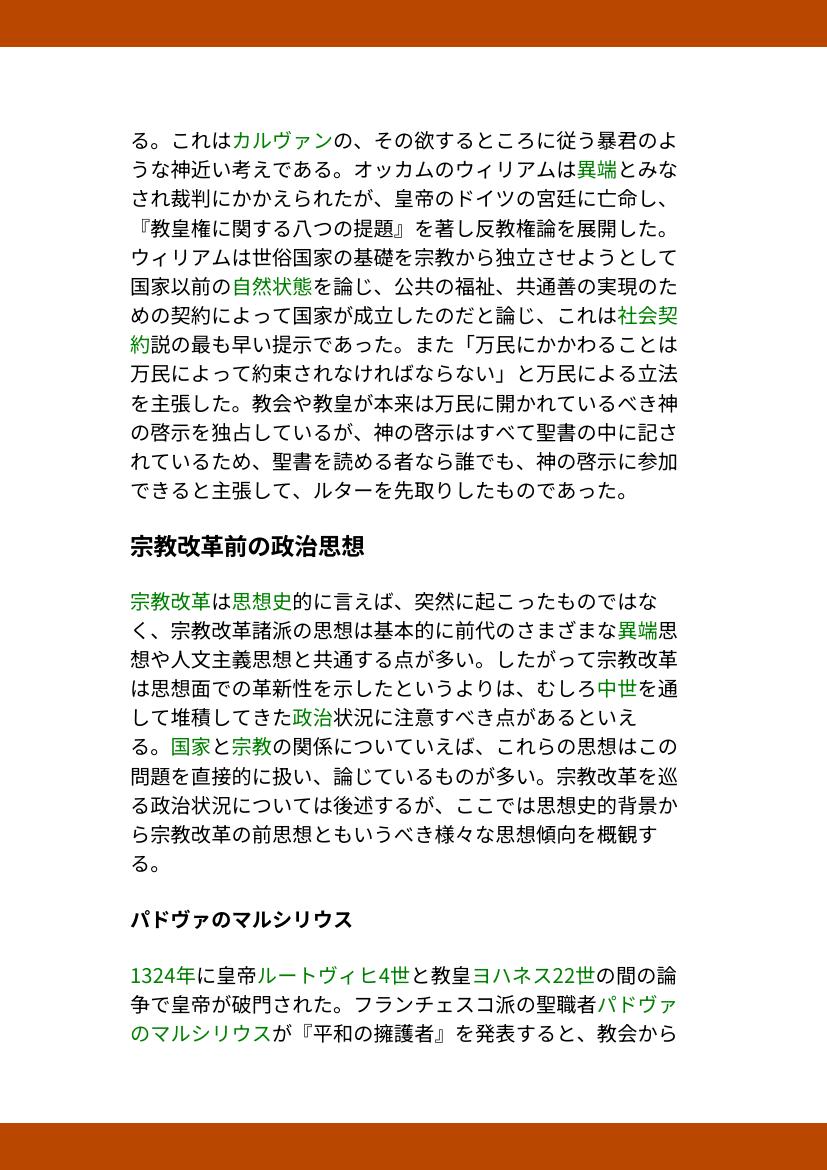 る。これはカルヴァンの、その欲するところに従う暴君のよ
うな神近い考えである。オッカムのウィリアムは異端とみな
され裁判にかかえられたが、皇帝のドイツの宮廷に亡命し、
『教皇権に関する八つの提題』を著し反教権論を展開した。
ウィリアムは世俗国家の基礎を宗教から独立させようとして
国家以前の自然状態を論じ、公共の福祉、共通善の実現のた
めの契約によって国家が成立したのだと論じ、これは社会契
約説の最も早い提示であった。また「万民にかかわることは
万民によって約束されなければならない」と万民による立法
を主張した。教会や教皇が本来は万民に開かれているべき神
の啓示を独占しているが、神の啓示はすべて聖書の中に記さ
れているため、聖書を読める者なら誰でも、神の啓示に参加
できると主張して、ルターを先取りしたものであった。
宗教改革前の政治思想
宗教改革は思想史的に言えば、突然に起こったものではな
く、宗教改革諸派の思想は基本的に前代のさまざまな異端思
想や人文主義思想と共通する点が多い。したがって宗教改革
は思想面での革新性を示したというよりは、むしろ中世を通
して堆積してきた政治状況に注意すべき点があるといえ
る。国家と宗教の関係についていえば、これらの思想はこの
問題を直接的に扱い、論じているものが多い。宗教改革を巡
る政治状況については後述するが、ここでは思想史的背景か
ら宗教改革の前思想ともいうべき様々な思想傾向を概観す
る。
パドヴァのマルシリウス
1324年に皇帝ルートヴィヒ4世と教皇ヨハネス22世の間の論
争で皇帝が破門された。フランチェスコ派の聖職者パドヴァ
のマルシリウスが『平和の擁護者』を発表すると、教会から